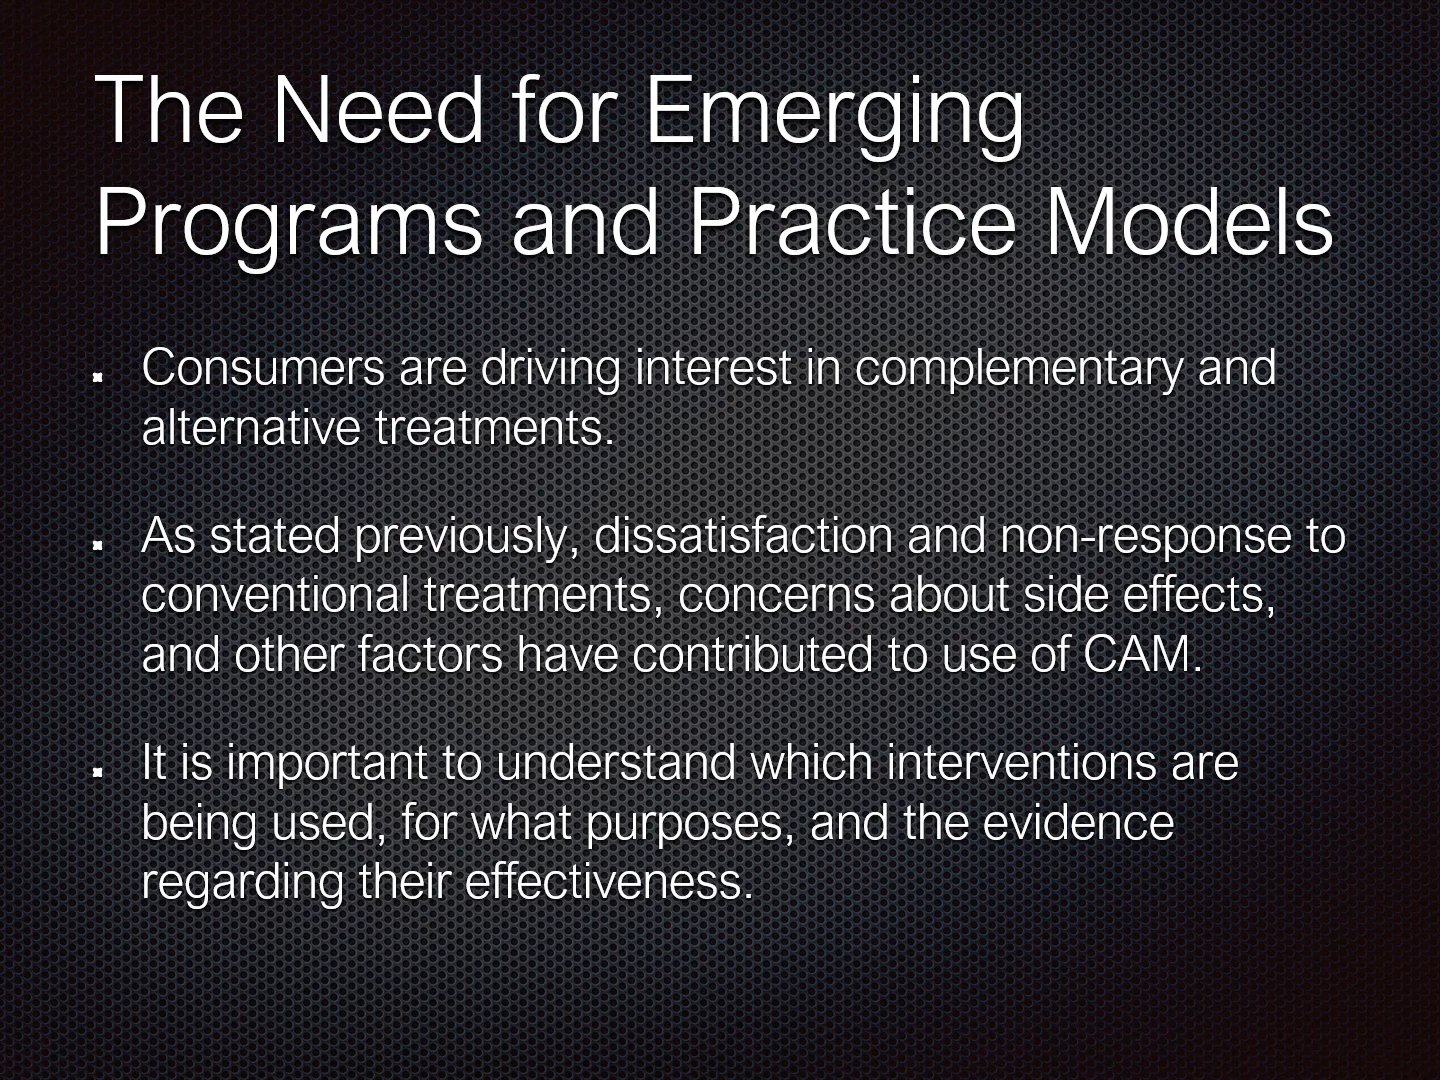 The Need for Emerging
Programs and Practice Models
Consumers are driving interest in complementary and
alternative treatments.
As stated previously, dissatisfaction and non-response to
conventional treatments, concerns about side effects,
and other factors have contributed to use of CAM.
It is important to understand which interventions are
being used, for what purposes, and the evidence
regarding their effectiveness.